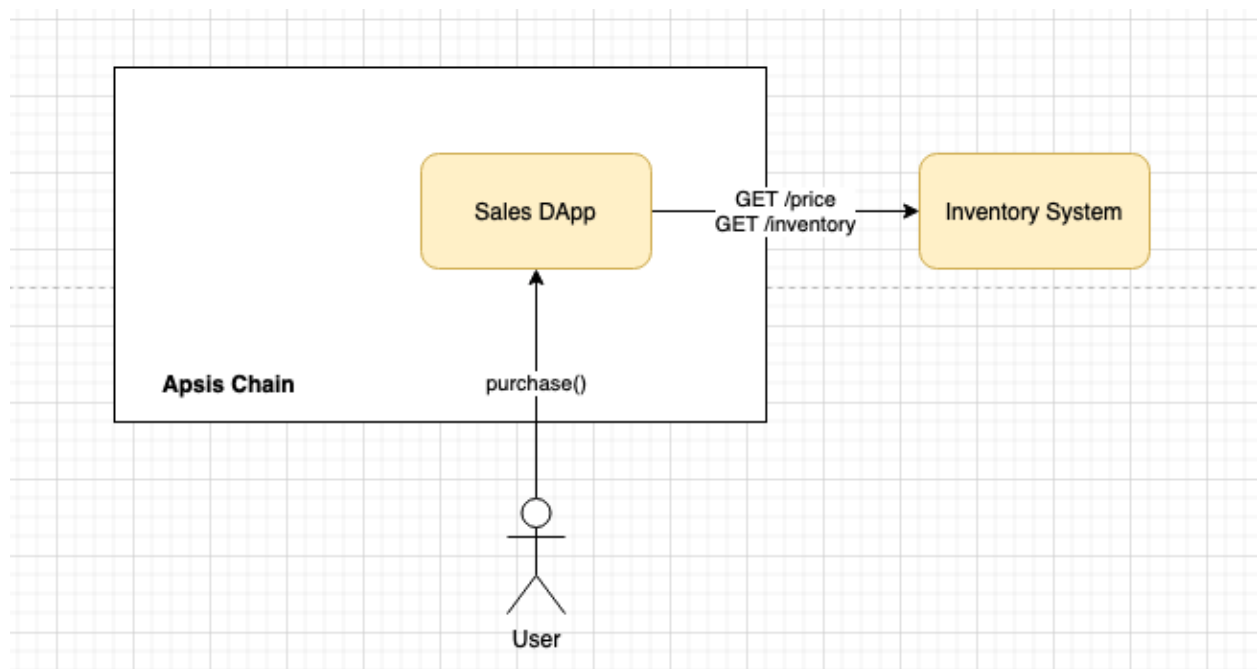 Sales DApp
GET /price
GET /inventory
Inventory System
Apsis Chain
purchase()
User